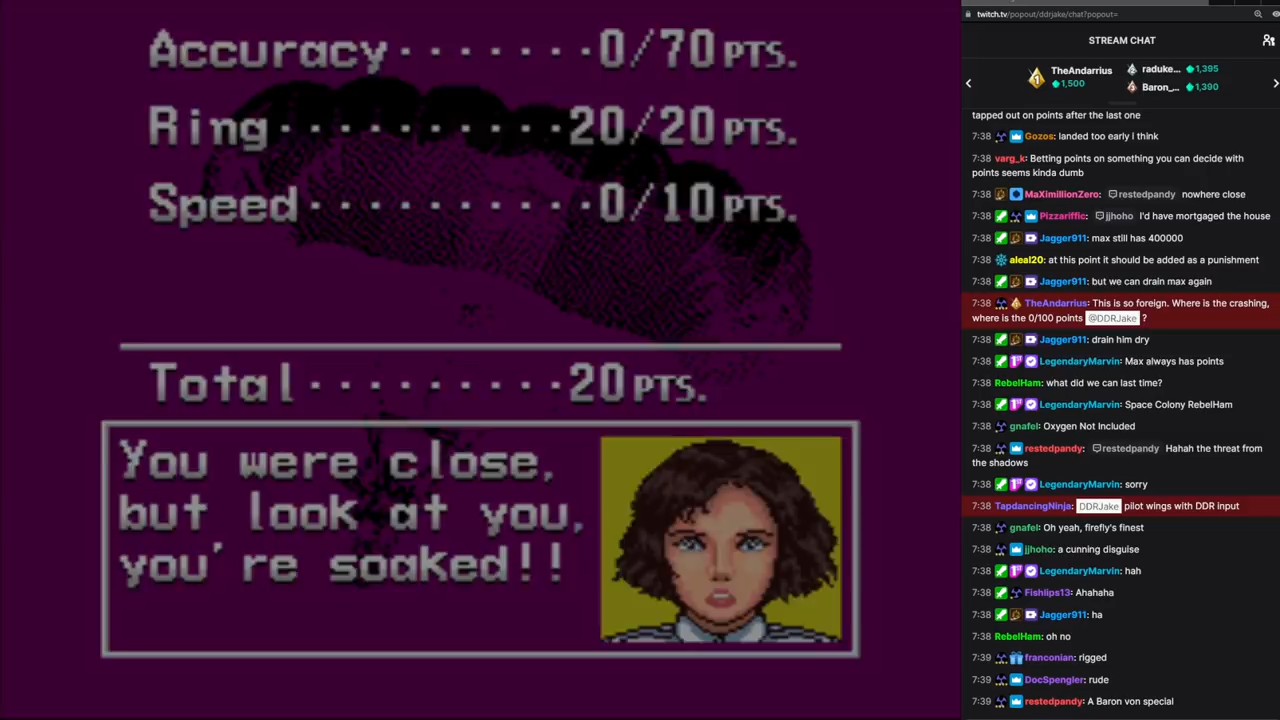 Accuracy·······0/70 PTS.
Ring··········20/20 PTS.
Speed··········0/10 PTS.
Total·········20 PTS.
You were close,
but look at you,
you're soaked!!
twitch.tv/popout/ddrjake/chat?popout=
STREAM CHAT
1 TheAndarrius 1,500
raduke... 1,395
Baron_... 1,390
tapped out on points after the last one
7:38 Gozos: landed too early i think
7:38 varg_k: Betting points on something you can decide with
points seems kinda dumb
7:38 MaXimillionZero: restedpandy nowhere close
7:38 Pizzariffic: jjhoho I'd have mortgaged the house
7:38 Jagger911: max still has 400000
7:38 aleal20: at this point it should be added as a punishment
7:38 Jagger911: but we can drain max again
7:38 TheAndarrius: This is so foreign. Where is the crashing,
where is the 0/100 points @DDRJake ?
7:38 Jagger911: drain him dry
7:38 LegendaryMarvin: Max always has points
7:38 RebelHam: what did we can last time?
7:38 LegendaryMarvin: Space Colony RebelHam
7:38 gnafel: Oxygen Not Included
7:38 restedpandy: restedpandy Hahah the threat from
the shadows
7:38 LegendaryMarvin: sorry
7:38 TapdancingNinja: DDRJake pilot wings with DDR input
7:38 gnafel: Oh yeah, firefly's finest
7:38 jjhoho: a cunning disguise
7:38 LegendaryMarvin: hah
7:38 Fishlips13: Ahahaha
7:38 Jagger911: ha
7:38 RebelHam: oh no
7:39 franconian: rigged
7:39 DocSpengler: rude
7:39 restedpandy: A Baron von special